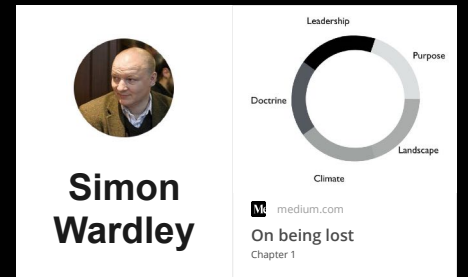 Simon
Wardley
Leadership
Purpose
Doctrine
Landscape
Climate
medium.com
On being lost
Chapter 1